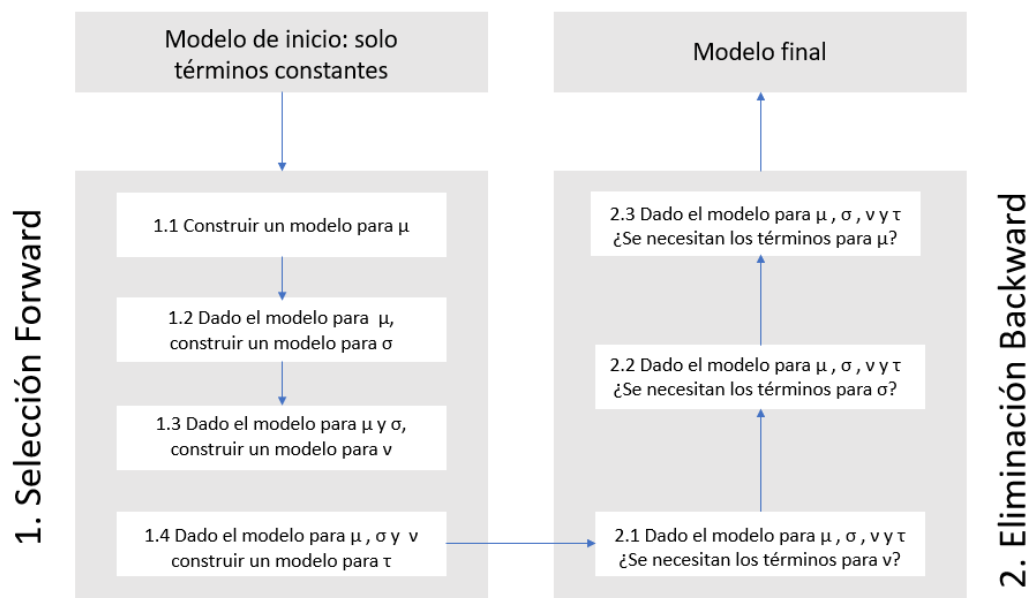 Modelo de inicio: solo
términos constantes
1. Selección Forward
1.1 Construir un modelo para μ
1.2 Dado el modelo para μ,
construir un modelo para σ
1.3 Dado el modelo para μ y σ,
construir un modelo para ν
1.4 Dado el modelo para μ , σ y ν
construir un modelo para τ
Modelo final
2.3 Dado el modelo para μ , σ , ν y τ
¿Se necesitan los términos para μ?
2.2 Dado el modelo para μ , σ , ν y τ
¿Se necesitan los términos para σ?
2.1 Dado el modelo para μ , σ , ν y τ
¿Se necesitan los términos para ν?
2. Eliminación Backward